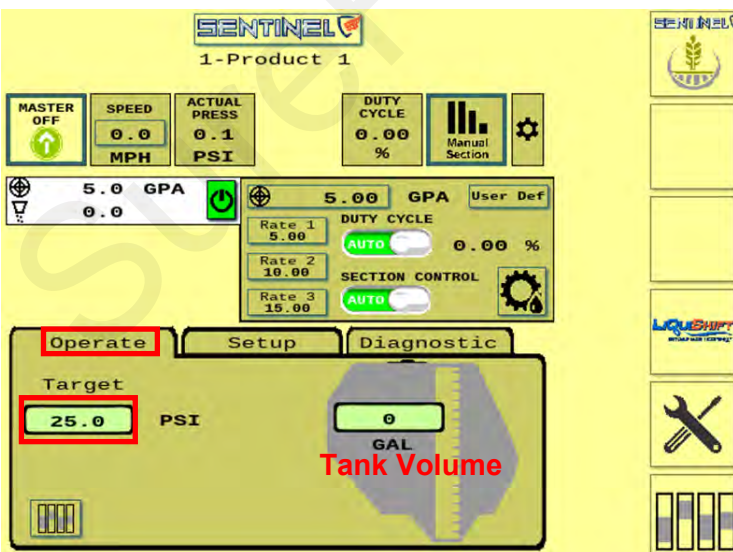 SENTINEL
SENTINEL
1-Product 1
MASTER OFF
SPEED
0.0
MPH
ACTUAL PRESS
0.1
PSI
DUTY CYCLE
0.00
%
Manual Section
5.0 GPA
0.0
5.00 GPA User Def
Rate 1
5.00
DUTY CYCLE
AUTO 0.00 %
Rate 2
10.00
SECTION CONTROL
Rate 3
15.00
AUTO
LIQUISHIFT
Operate Setup Diagnostic
Target
25.0 PSI
0
GAL
Tank Volume